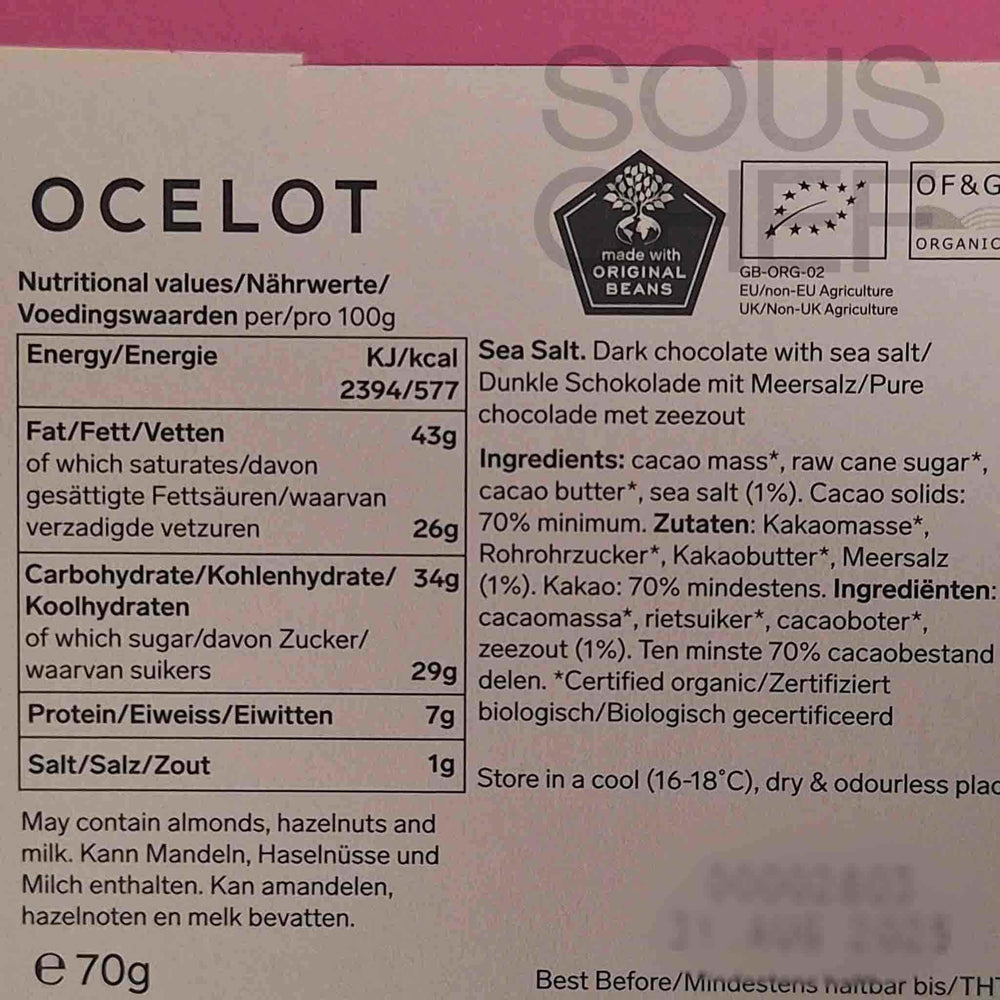 SOUS
CHEF
OCELOT
made with
ORIGINAL
BEANS
GB-ORG-02
EU/non-EU Agriculture
UK/Non-UK Agriculture
OF&G
ORGANIC
Nutritional values/Nährwerte/
Voedingswaarden per/pro 100g
Energy/Energie KJ/kcal
2394/577
Fat/Fett/Vetten 43g
of which saturates/davon
gesättigte Fettsäuren/waarvan
verzadigde vetzuren 26g
Carbohydrate/Kohlenhydrate/ 34g
Koolhydraten
of which sugar/davon Zucker/
waarvan suikers 29g
Protein/Eiweiss/Eiwitten 7g
Salt/Salz/Zout 1g
May contain almonds, hazelnuts and
milk. Kann Mandeln, Haselnüsse und
Milch enthalten. Kan amandelen,
hazelnoten en melk bevatten.
e 70g
Sea Salt. Dark chocolate with sea salt/
Dunkle Schokolade mit Meersalz/Pure
chocolade met zeezout
Ingredients: cacao mass*, raw cane sugar*,
cacao butter*, sea salt (1%). Cacao solids:
70% minimum. Zutaten: Kakaomasse*,
Rohrohrzucker*, Kakaobutter*, Meersalz
(1%). Kakao: 70% mindestens. Ingrediënten:
cacaomassa*, rietsuiker*, cacaoboter*,
zeezout (1%). Ten minste 70% cacaobestand
delen. *Certified organic/Zertifiziert
biologisch/Biologisch gecertificeerd
Store in a cool (16-18°C), dry & odourless plac
Best Before/Mindestens haltbar bis/TH